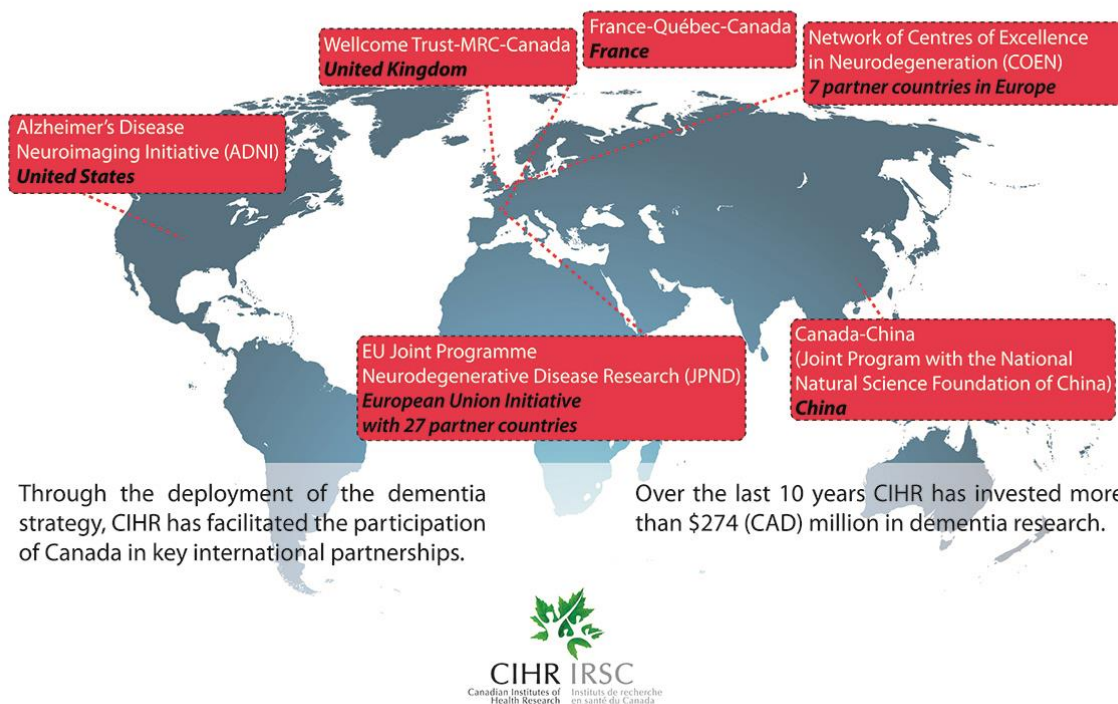 Wellcome Trust-MRC-Canada
United Kingdom
France-Québec-Canada
France
Network of Centres of Excellence
in Neurodegeneration (COEN)
7 partner countries in Europe
Alzheimer's Disease
Neuroimaging Initiative (ADNI)
United States
EU Joint Programme
Neurodegenerative Disease Research (JPND)
European Union Initiative
with 27 partner countries
Canada-China
(Joint Program with the National
Natural Science Foundation of China)
China
Through the deployment of the dementia
strategy, CIHR has facilitated the participation
of Canada in key international partnerships.
Over the last 10 years CIHR has invested more
than $274 (CAD) million in dementia research.
CIHR IRSC
Canadian Institutes of Instituts de recherche
Health Research en santé du Canada